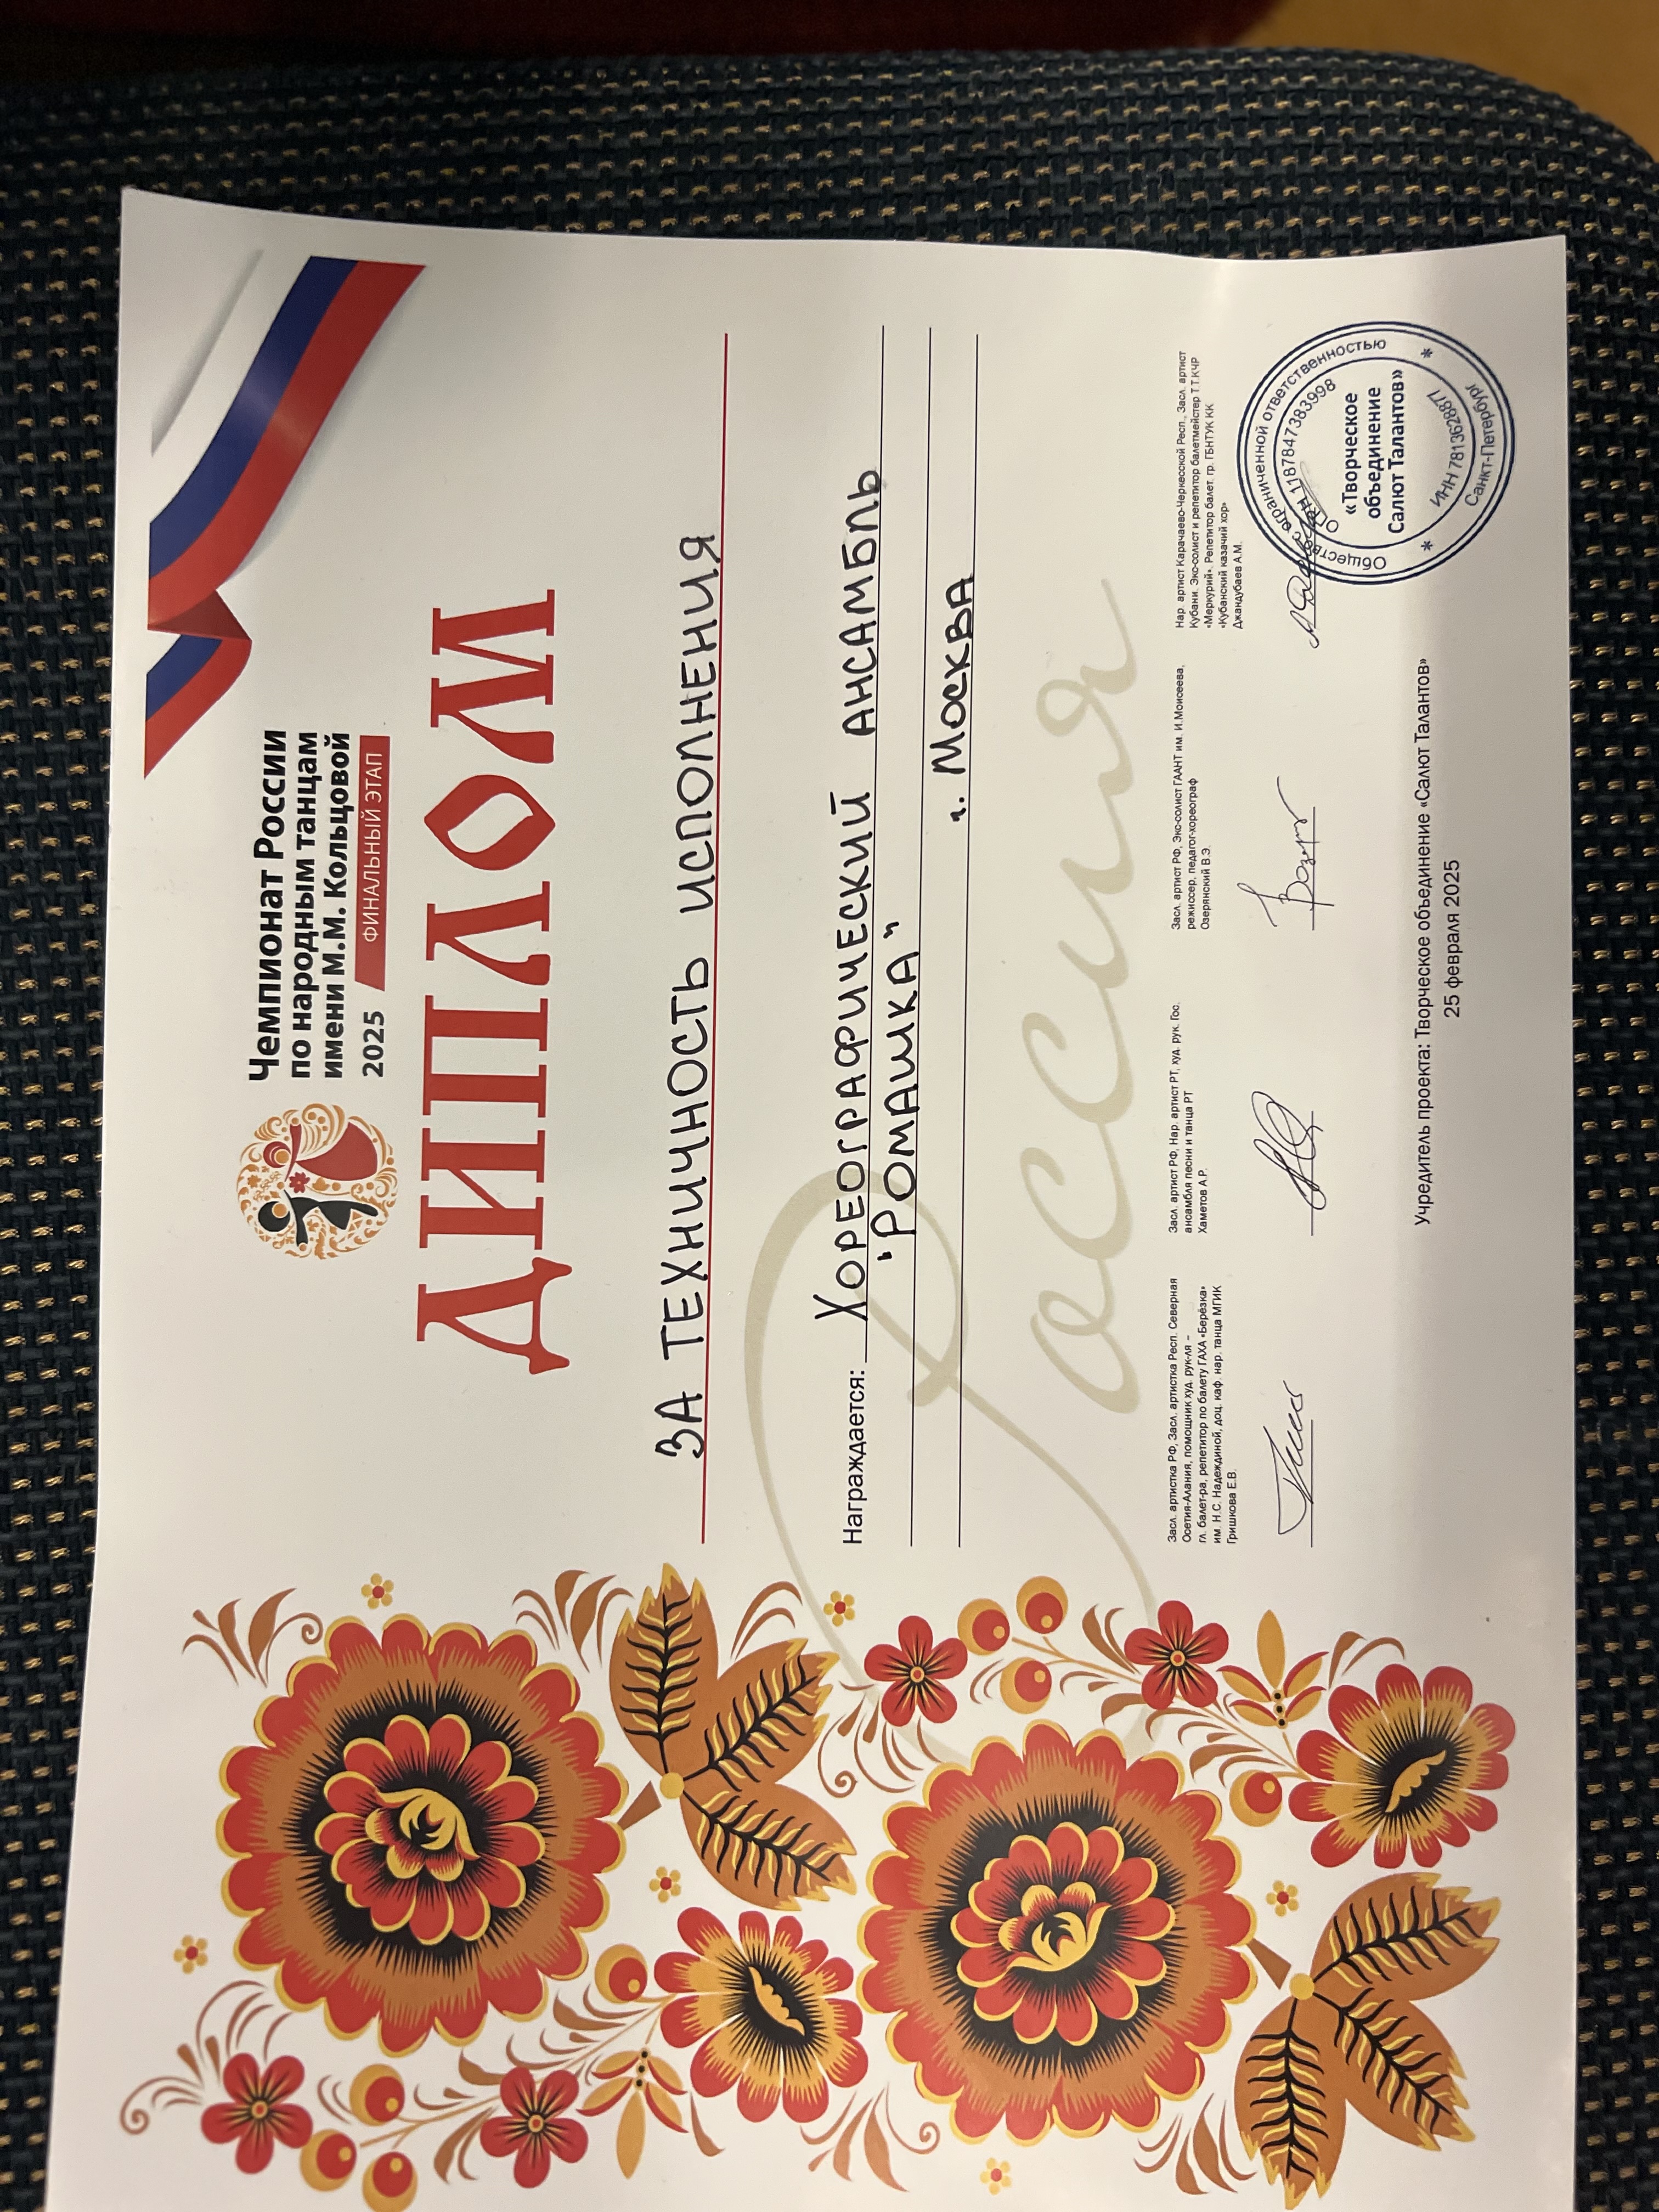 Чемпионат России
по народным танцам
имени М.М. Кольцовой
2025 ФИНАЛЬНЫЙ ЭТАП
ДИПЛОМ
ЗА ТЕХНИЧНОСТЬ ИСПОЛНЕНИЯ
Награждается: ХОРЕОГРАФИЧЕСКИЙ АНСАМБЛЬ
"РОМАШКА"
г. МОСКВА
Россия
Засл. артистка РФ, Засл. артистка Респ. Северная
Осетия-Алания, помощник худ. рук-ля –
гл. балет-ра, репетитор по балету ГАХА «Берёзка»
им. Н.С. Надеждиной, доц. каф. нар. танца МГИК
Гришкова Е.В.
Засл. артист РФ, Нар. артист РТ, худ. рук. Гос.
ансамбля песни и танца РТ
Хаметов А.Р.
Засл. артист РФ, Экс-солист ГААНТ им. И.Моисеева,
режиссер, педагог-хореограф
Озерянский В.Э.
Нар. артист Карачаево-Черкесской Респ., Засл. артист
Кубани. Экс-солист и репетитор балетмейстер Т.Т.КЧР
«Меркурий». Репетитор балет. гр. ГБНТУК КК
«Кубанский казачий хор»
Джандубаев А.М.
Общество с ограниченной ответственностью
ОГРН 1187847383998
«Творческое
объединение
Салют Талантов»
ИНН 7813628877
* Санкт-Петербург *
Учредитель проекта: Творческое объединение «Салют Талантов»
25 февраля 2025